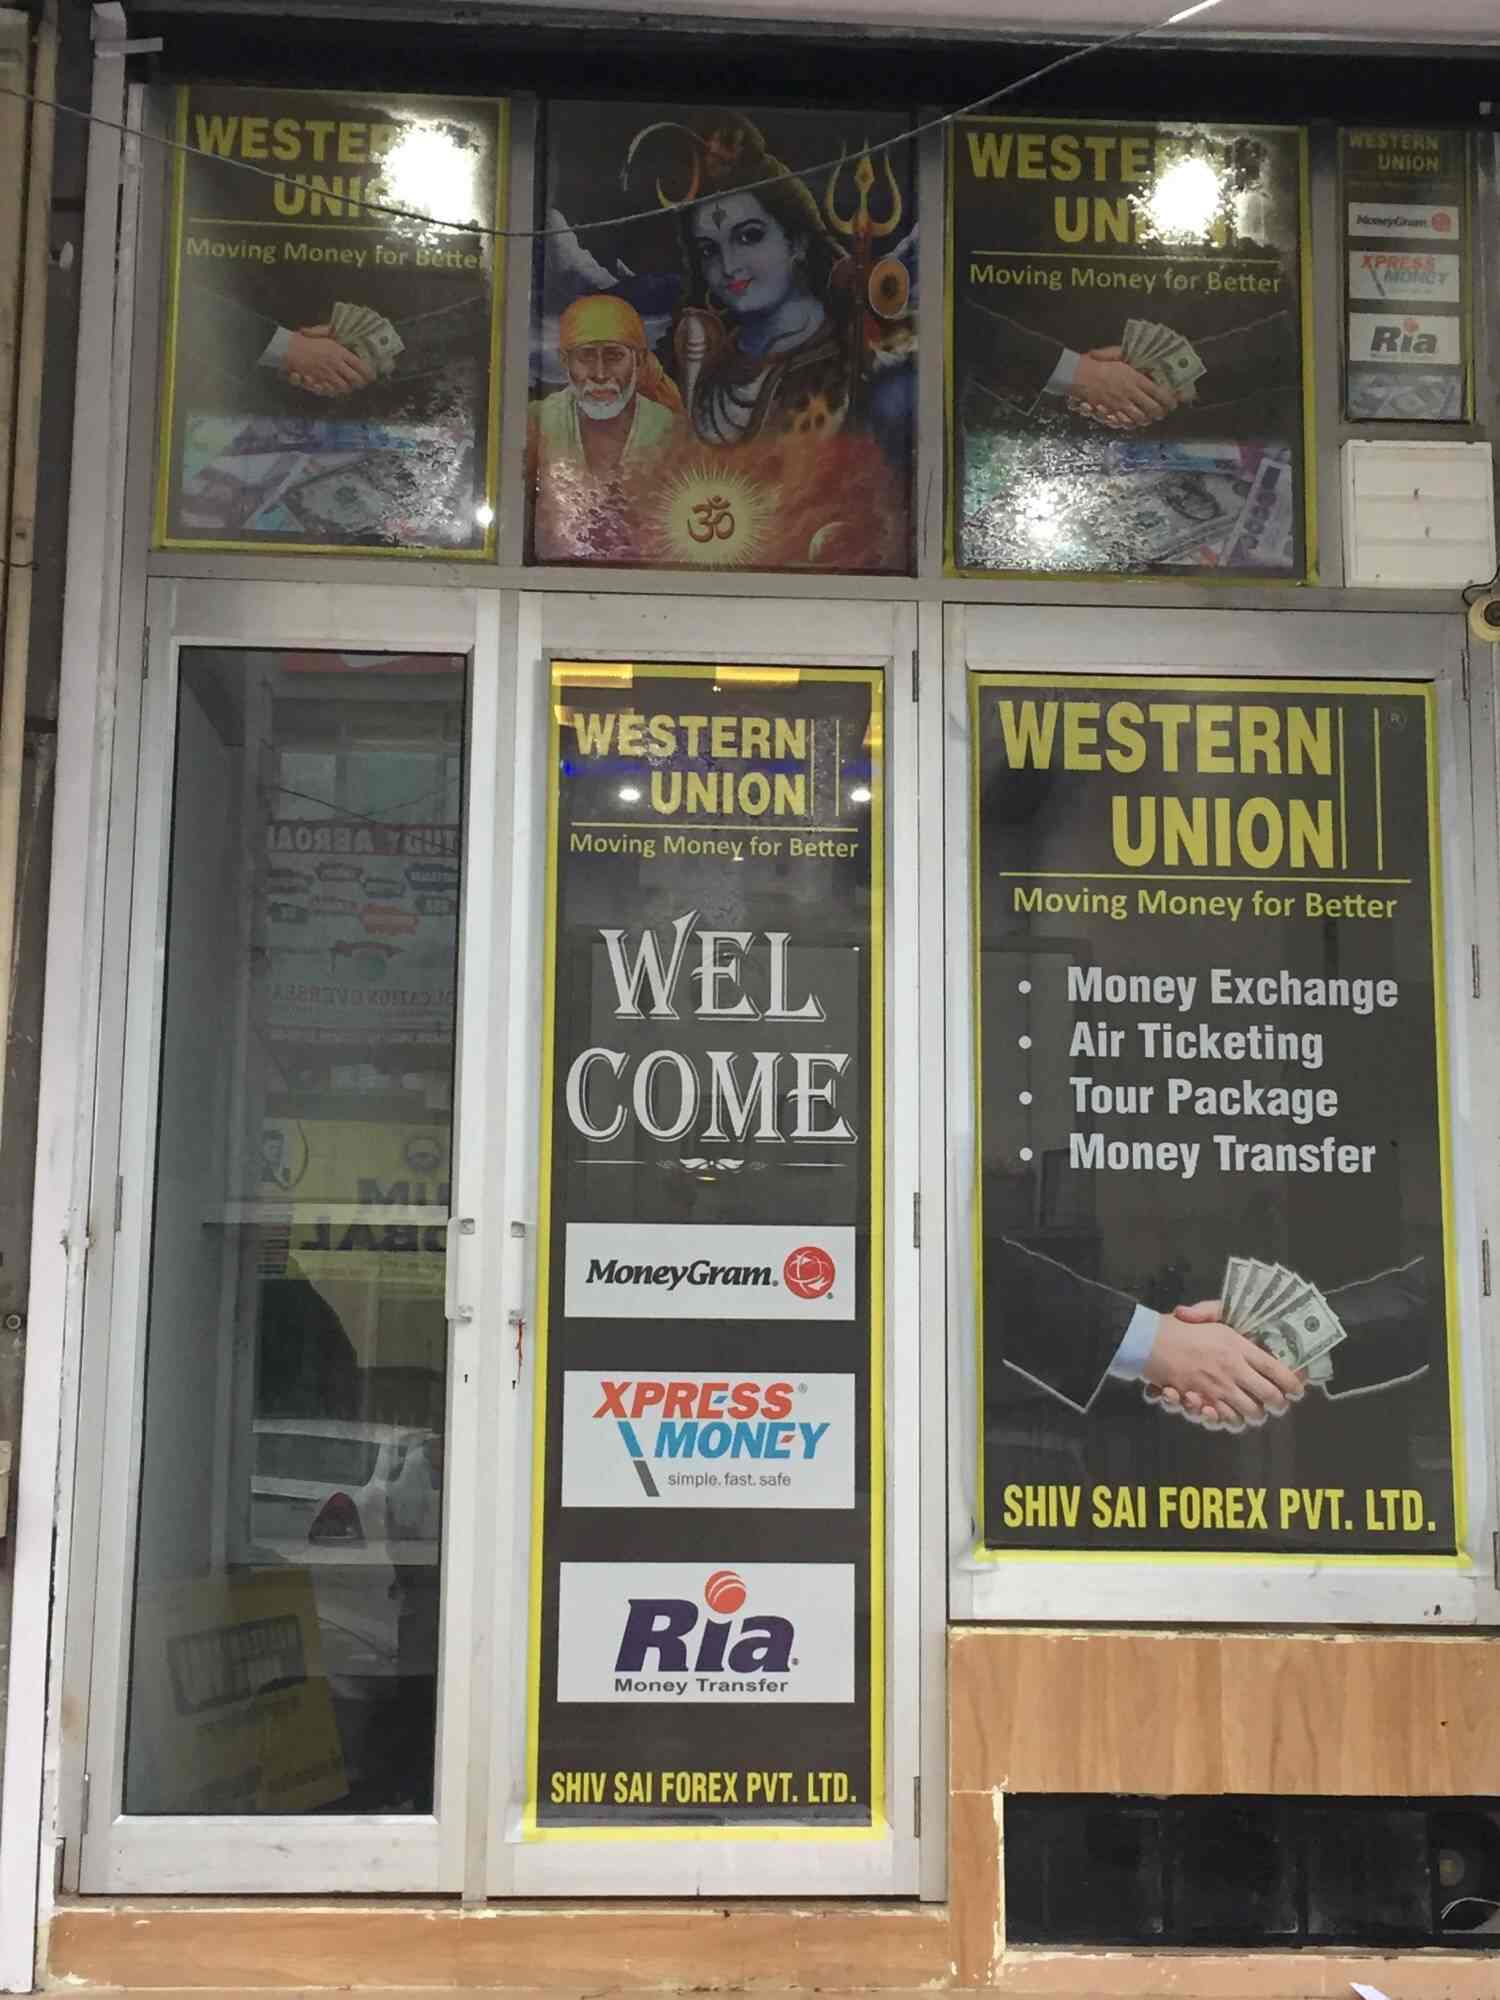 WESTERN
UNION
Moving Money for Better
ॐ
WESTERN
UNION
Moving Money for Better
WESTERN
UNION
MoneyGram
XPRESS
MONEY
Ria
WESTERN
UNION
Moving Money for Better
WEL
COME
MoneyGram®
XPRESS®
MONEY
simple. fast. safe
Ria®
Money Transfer
SHIV SAI FOREX PVT. LTD.
WESTERN ®
UNION
Moving Money for Better
• Money Exchange
• Air Ticketing
• Tour Package
• Money Transfer
SHIV SAI FOREX PVT. LTD.